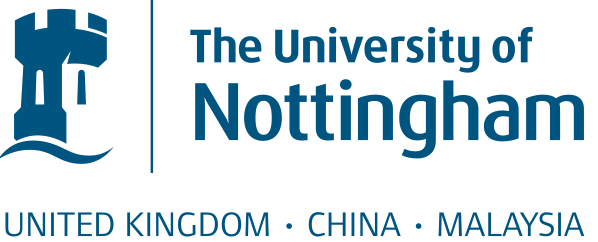 The University of
Nottingham
UNITED KINGDOM · CHINA · MALAYSIA